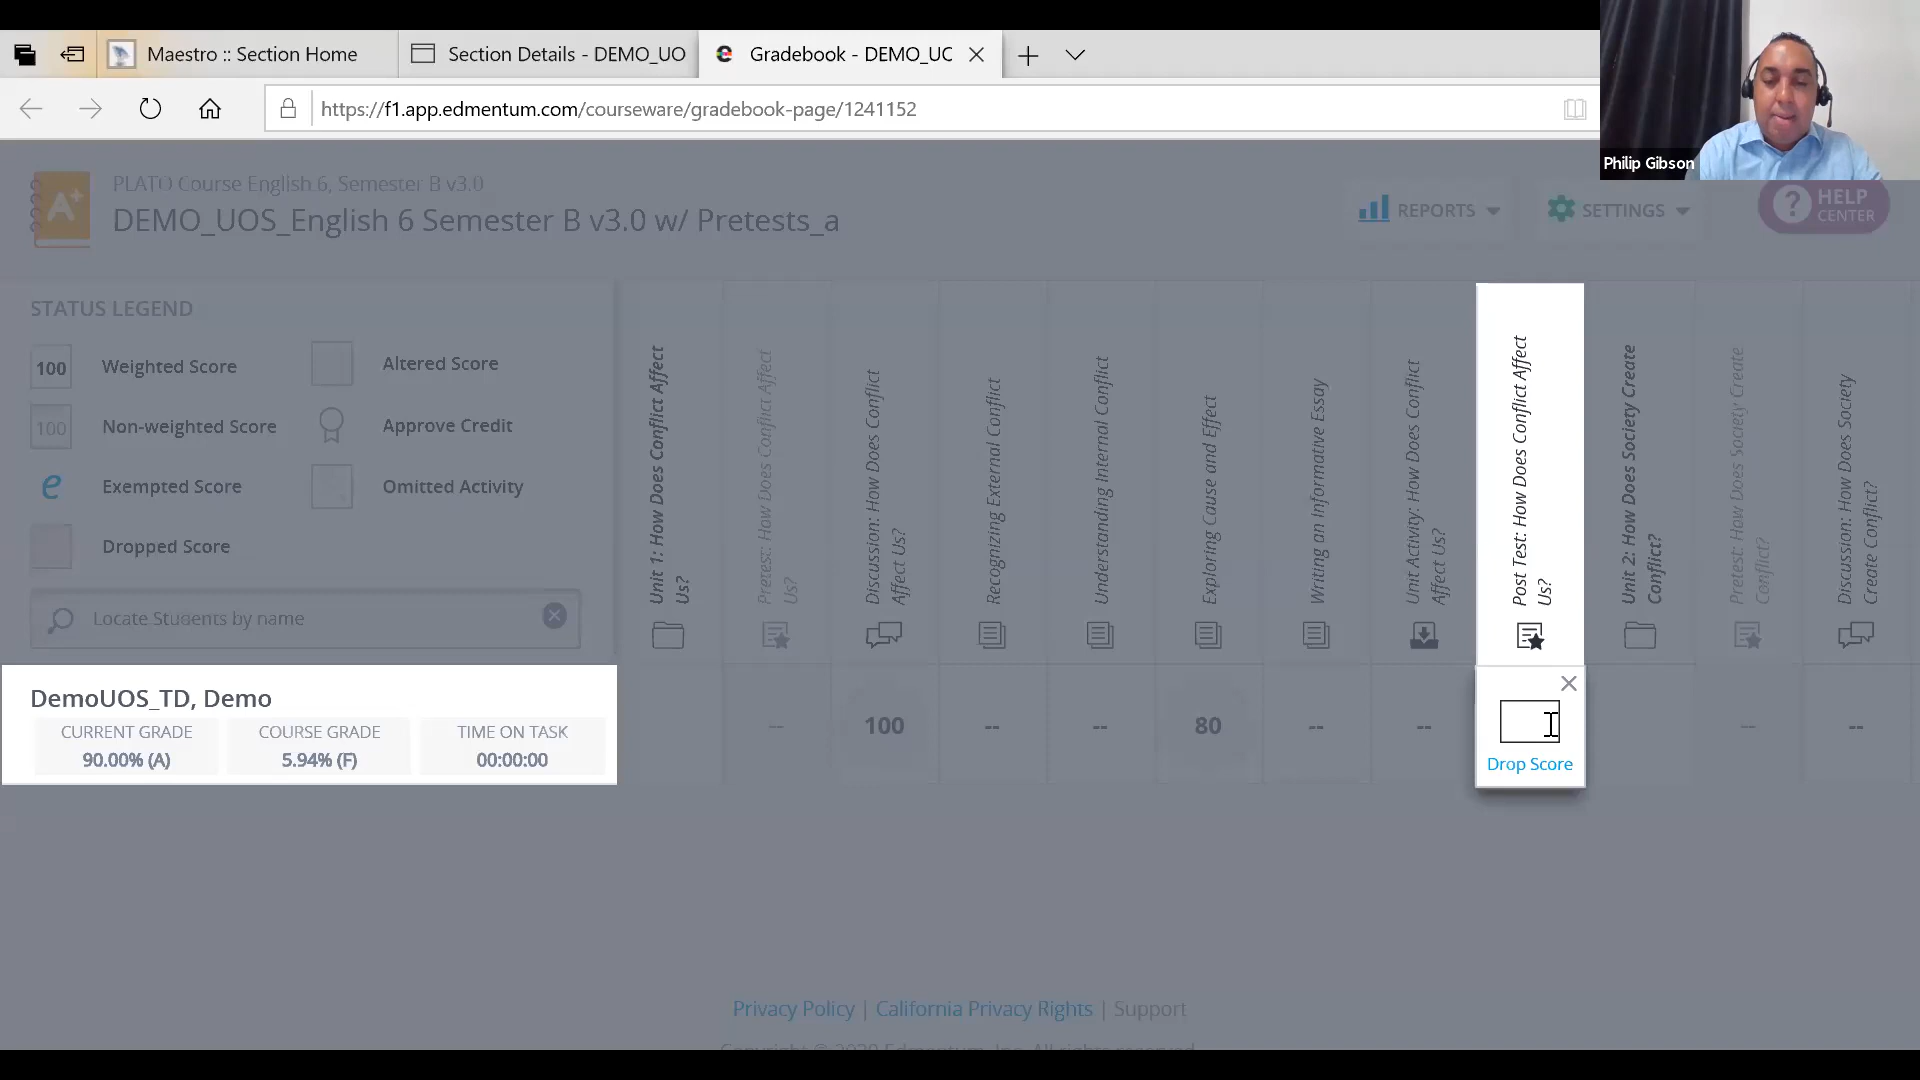 Maestro :: Section Home
Section Details - DEMO_UO
Gradebook - DEMO_UC
https://f1.app.edmentum.com/courseware/gradebook-page/1241152
Philip Gibson
PLATO Course English 6, Semester B v3.0
DEMO_UOS_English 6 Semester B v3.0 w/ Pretests_a
REPORTS
SETTINGS
?
HELP
CENTER
A+
STATUS LEGEND
100
Weighted Score
Altered Score
100
Non-weighted Score
Approve Credit
e
Exempted Score
Omitted Activity
Dropped Score
Locate Students by name
Unit 1: How Does Conflict Affect
Us?
Pretest: How Does Conflict Affect
Us?
Discussion: How Does Conflict
Affect Us?
Recognizing External Conflict
Understanding Internal Conflict
Exploring Cause and Effect
Writing an Informative Essay
Unit Activity: How Does Conflict
Affect Us?
Post Test: How Does Conflict Affect
Us?
Unit 2: How Does Society Create
Conflict?
Pretest: How Does Society Create
Conflict?
Discussion: How Does Society
Create Conflict?
DemoUOS_TD, Demo
CURRENT GRADE
90.00% (A)
COURSE GRADE
5.94% (F)
TIME ON TASK
00:00:00
--
100
--
--
80
--
--
Drop Score
--
--
Privacy Policy | California Privacy Rights | Support
Copyright © 2020 Edmentum, Inc. All rights reserved